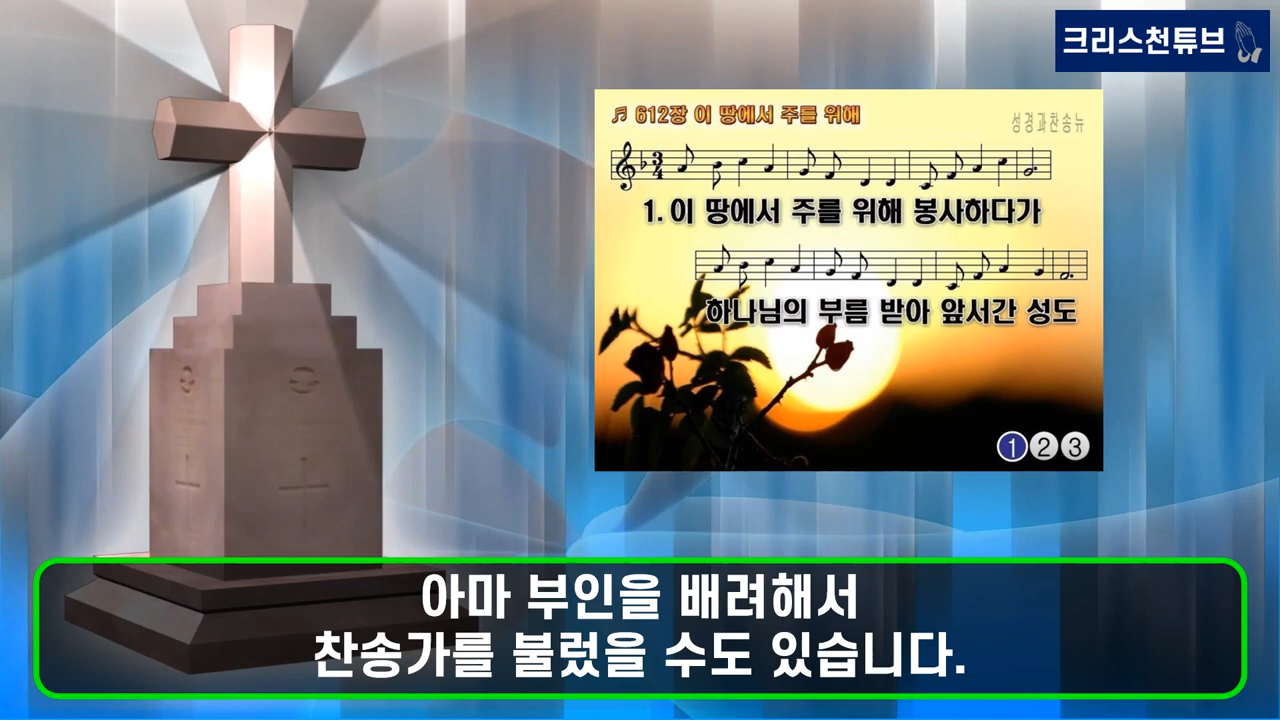 크리스천튜브
♬ 612장 이 땅에서 주를 위해
성경과찬송뉴
1. 이 땅에서 주를 위해 봉사하다가
하나님의 부름 받아 앞서간 성도
1 2 3
아마 부인을 배려해서
찬송가를 불렀을 수도 있습니다.